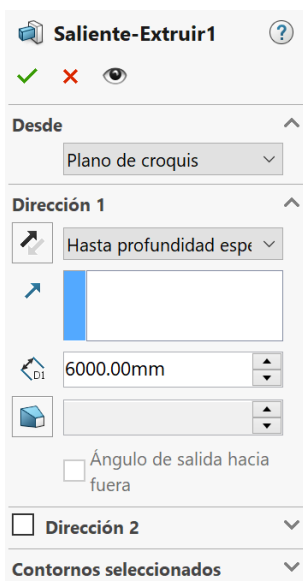 Saliente-Extruir1
?
Desde
Plano de croquis
Dirección 1
Hasta profundidad espe
D1
6000.00mm
Ángulo de salida hacia
fuera
Dirección 2
Contornos seleccionados